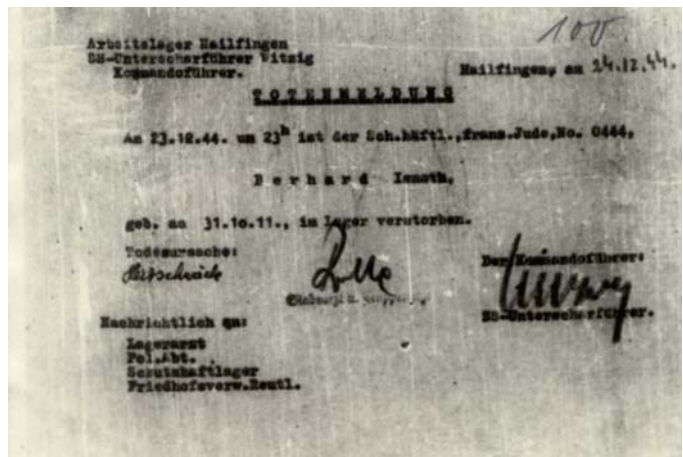 100.
Arbeitslager Hailfingen
SS-Unterscharführer Witzig
Kommandoführer.
Hailfingen, an 24.12.44.
TOTENMELDUNG
Am 23.12.44. um 23h ist der Sch.häftl.,franz.Jude,No. 0444,
Berhard
geb. am 31.10.11., im Lager verstorben.
Todesursache:
Herzschwäche
Der Kommandoführer:
SS-Unterscharführer.
Nachrichtlich an:
Lagerarzt
Pol.Abt.
Schutzhaftlager
Friedhofsverw.Reutl.